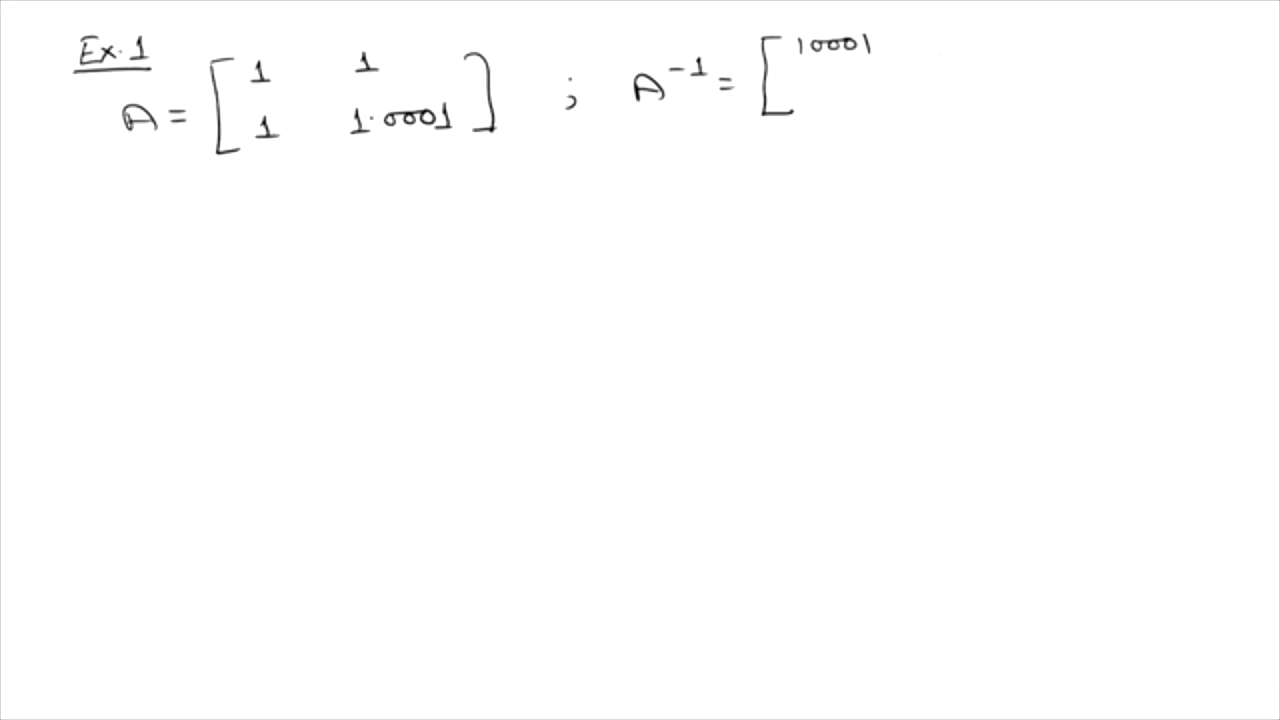 Ex. 1
A = [ 1 1 ; A⁻¹ = [ 10001
1 1.0001 ]